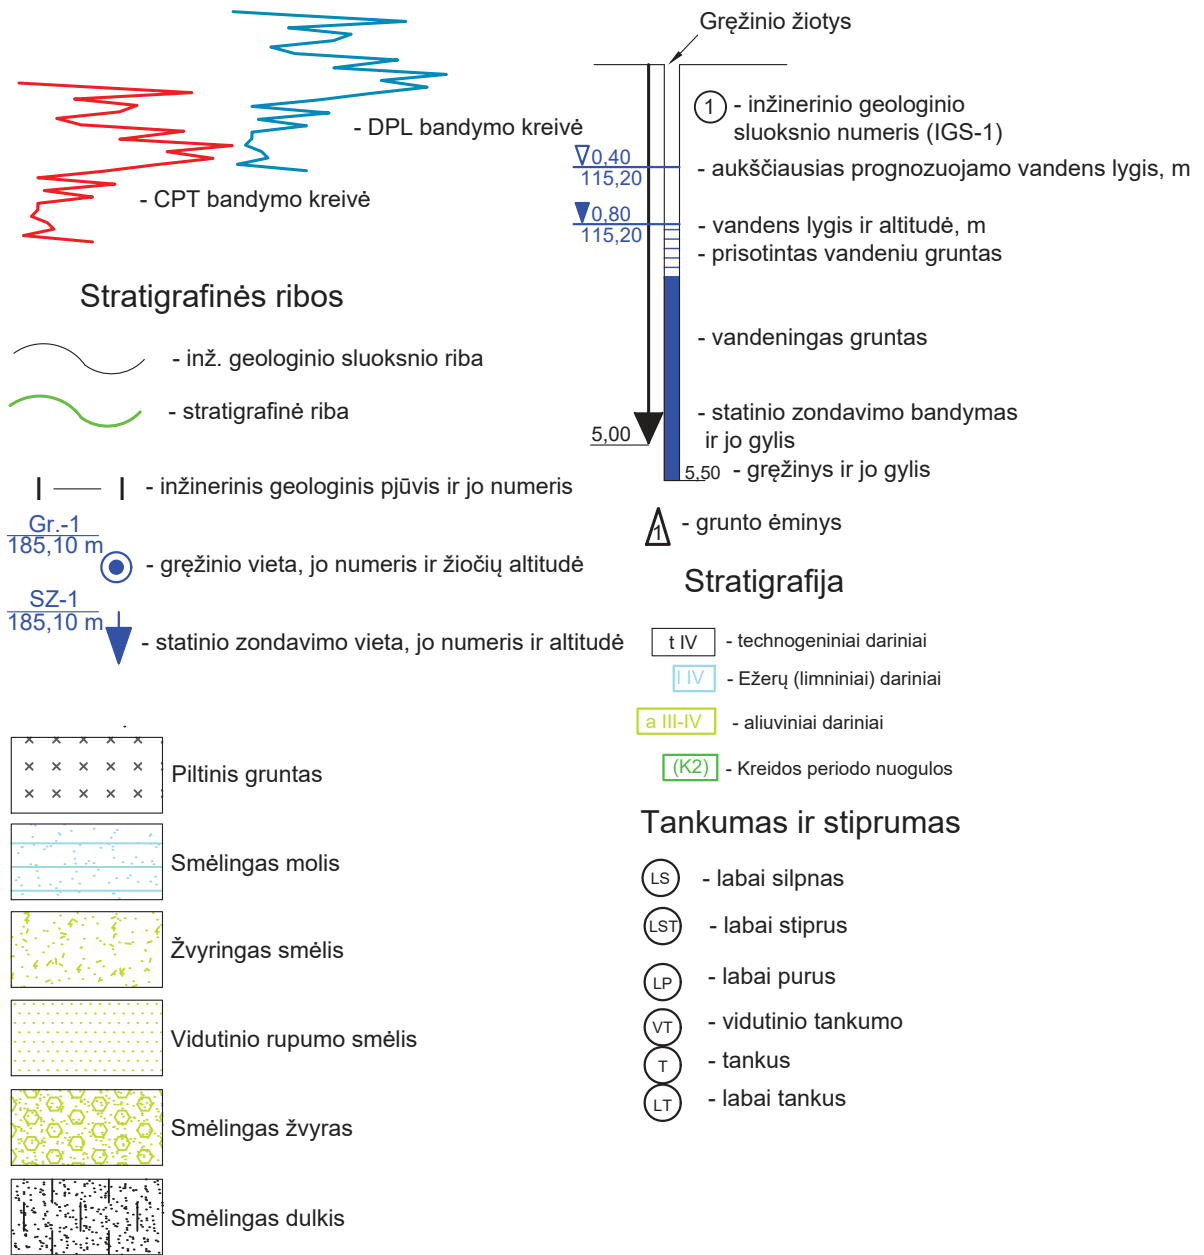 Gręžinio žiotys
1 - inžinerinio geologinio
sluoksnio numeris (IGS-1)
- DPL bandymo kreivė
0,40
115,20
- aukščiausias prognozuojamo vandens lygis, m
- CPT bandymo kreivė
0,80
115,20
- vandens lygis ir altitudė, m
- prisotintas vandeniu gruntas
Stratigrafinės ribos
- vandeningas gruntas
- inž. geologinio sluoksnio riba
- stratigrafinė riba
- statinio zondavimo bandymas
ir jo gylis
5,00
5,50 - gręžinys ir jo gylis
- inžinerinis geologinis pjūvis ir jo numeris
1 - grunto ėminys
Gr.-1
185,10 m
- gręžinio vieta, jo numeris ir žiočių altitudė
SZ-1
185,10 m
- statinio zondavimo vieta, jo numeris ir altitudė
Stratigrafija
t IV - technogeniniai dariniai
l IV - Ežerų (limniniai) dariniai
a III-IV - aliuviniai dariniai
(K2) - Kreidos periodo nuogulos
Piltinis gruntas
Smėlingas molis
Žvyringas smėlis
Vidutinio rupumo smėlis
Smėlingas žvyras
Smėlingas dulkis
Tankumas ir stiprumas
LS - labai silpnas
LST - labai stiprus
LP - labai purus
VT - vidutinio tankumo
T - tankus
LT - labai tankus